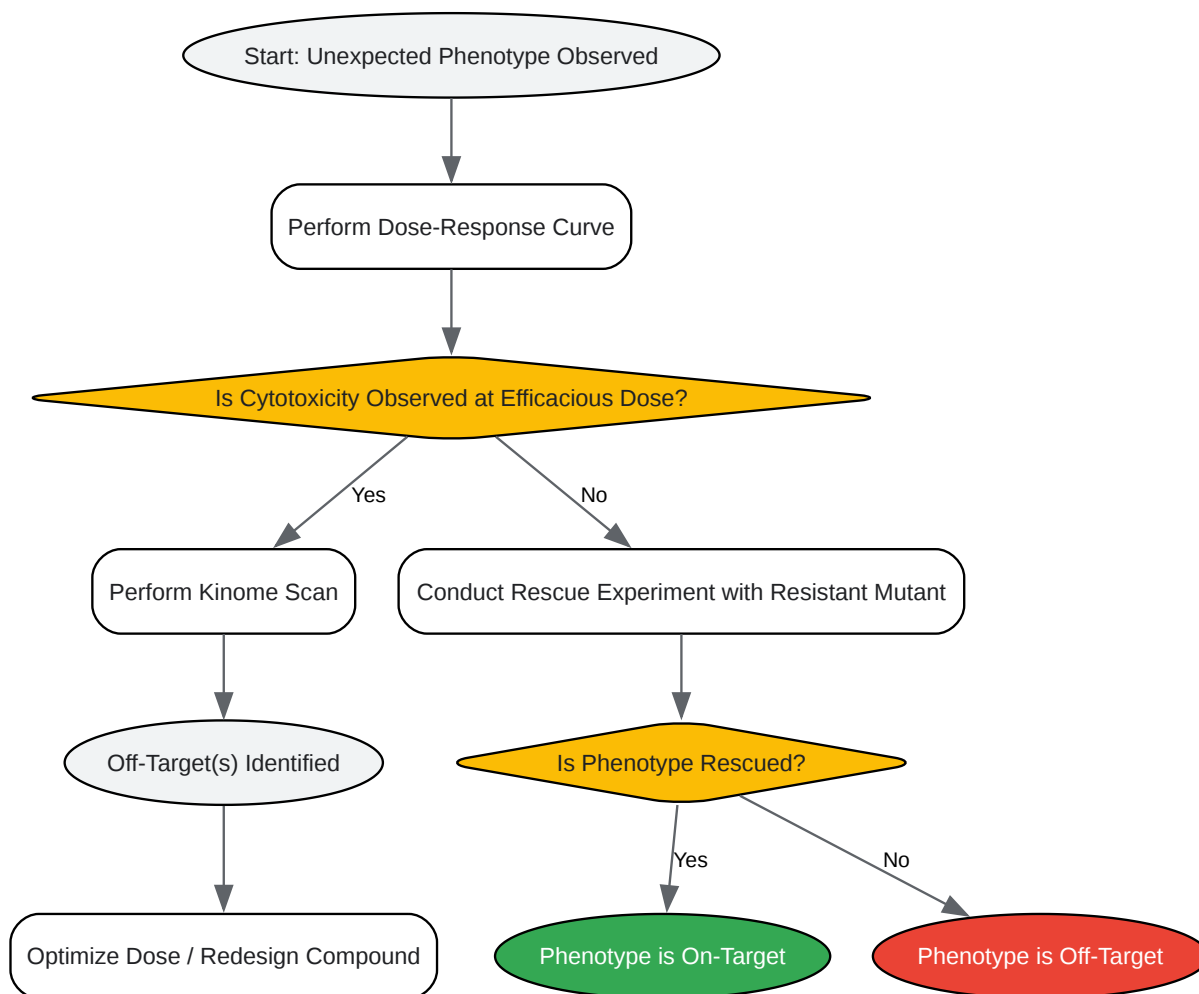 Start: Unexpected Phenotype Observed
Perform Dose-Response Curve
Is Cytotoxicity Observed at Efficacious Dose?
Yes
No
Perform Kinome Scan
Conduct Rescue Experiment with Resistant Mutant
Off-Target(s) Identified
Is Phenotype Rescued?
Yes
No
Optimize Dose / Redesign Compound
Phenotype is On-Target
Phenotype is Off-Target